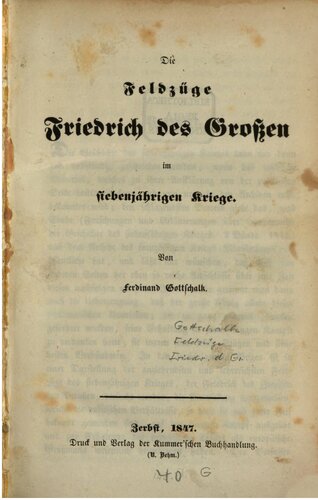 Die
Feldzüge
Friedrich des Großen
im
siebenjährigen Kriege.
Von
Ferdinand Gottschalk.
Gottschalk
Feldzüge
Friedr. d. Gr.
Zerbst, 1847.
Druck und Verlag der Kummer'schen Buchhandlung.
(U. Behm.)
40 G